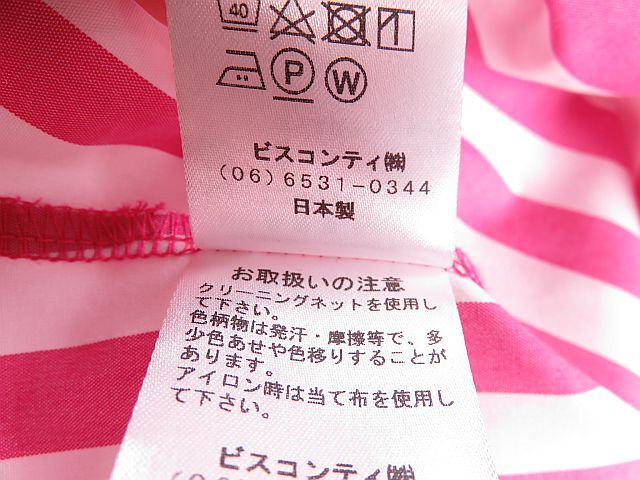 40
P W
ビスコンティ㈱
(06)6531-0344
日本製
お取扱いの注意
クリーニングネットを使用し
て下さい。
色柄物は発汗・摩擦等で、多
少色あせや色移りすることが
あります。
アイロン時は当て布を使用し
て下さい。
ビスコンティ㈱